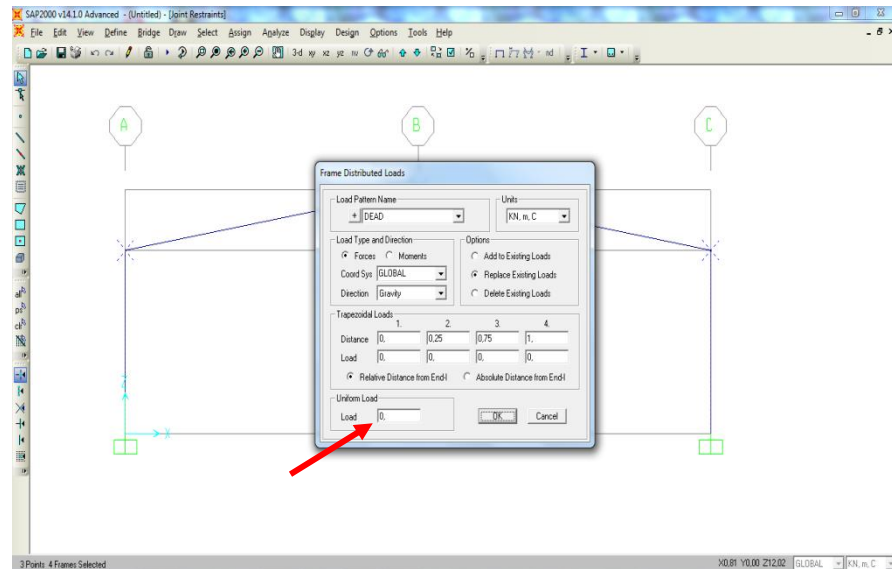 SAP2000 v14.1.0 Advanced - (Untitled) - [Joint Restraints]
File Edit View Define Bridge Draw Select Assign Analyze Display Design Options Tools Help
3-d xy xz yz nv
nd
A B C
Frame Distributed Loads
Load Pattern Name
+ DEAD
Units
KN, m, C
Load Type and Direction
Forces Moments
Coord Sys GLOBAL
Direction Gravity
Options
Add to Existing Loads
Replace Existing Loads
Delete Existing Loads
Trapezoidal Loads
1. 2. 3. 4.
Distance 0, 0,25 0,75 1,
Load 0, 0, 0, 0,
Relative Distance from End-I Absolute Distance from End-I
Uniform Load
Load 0,
OK Cancel
all
ps
clr
Z
X
3 Points 4 Frames Selected X0,81 Y0,00 Z12,02 GLOBAL KN, m, C